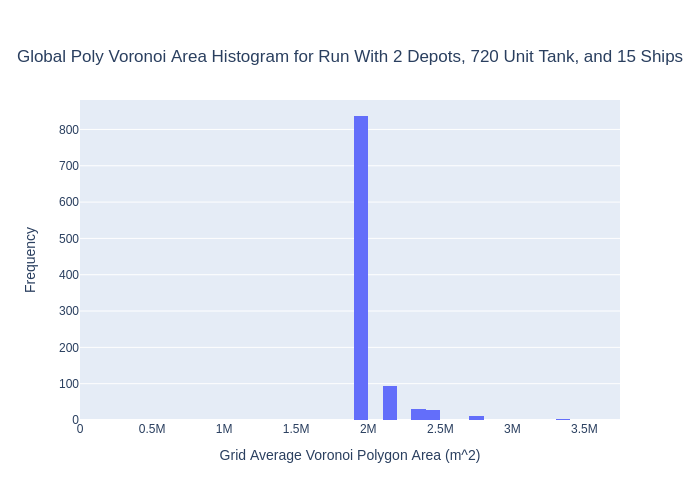 Global Poly Voronoi Area Histogram for Run With 2 Depots, 720 Unit Tank, and 15 Ships
800
700
600
500
400
300
200
100
0
Frequency
0 0.5M 1M 1.5M 2M 2.5M 3M 3.5M
Grid Average Voronoi Polygon Area (m^2)